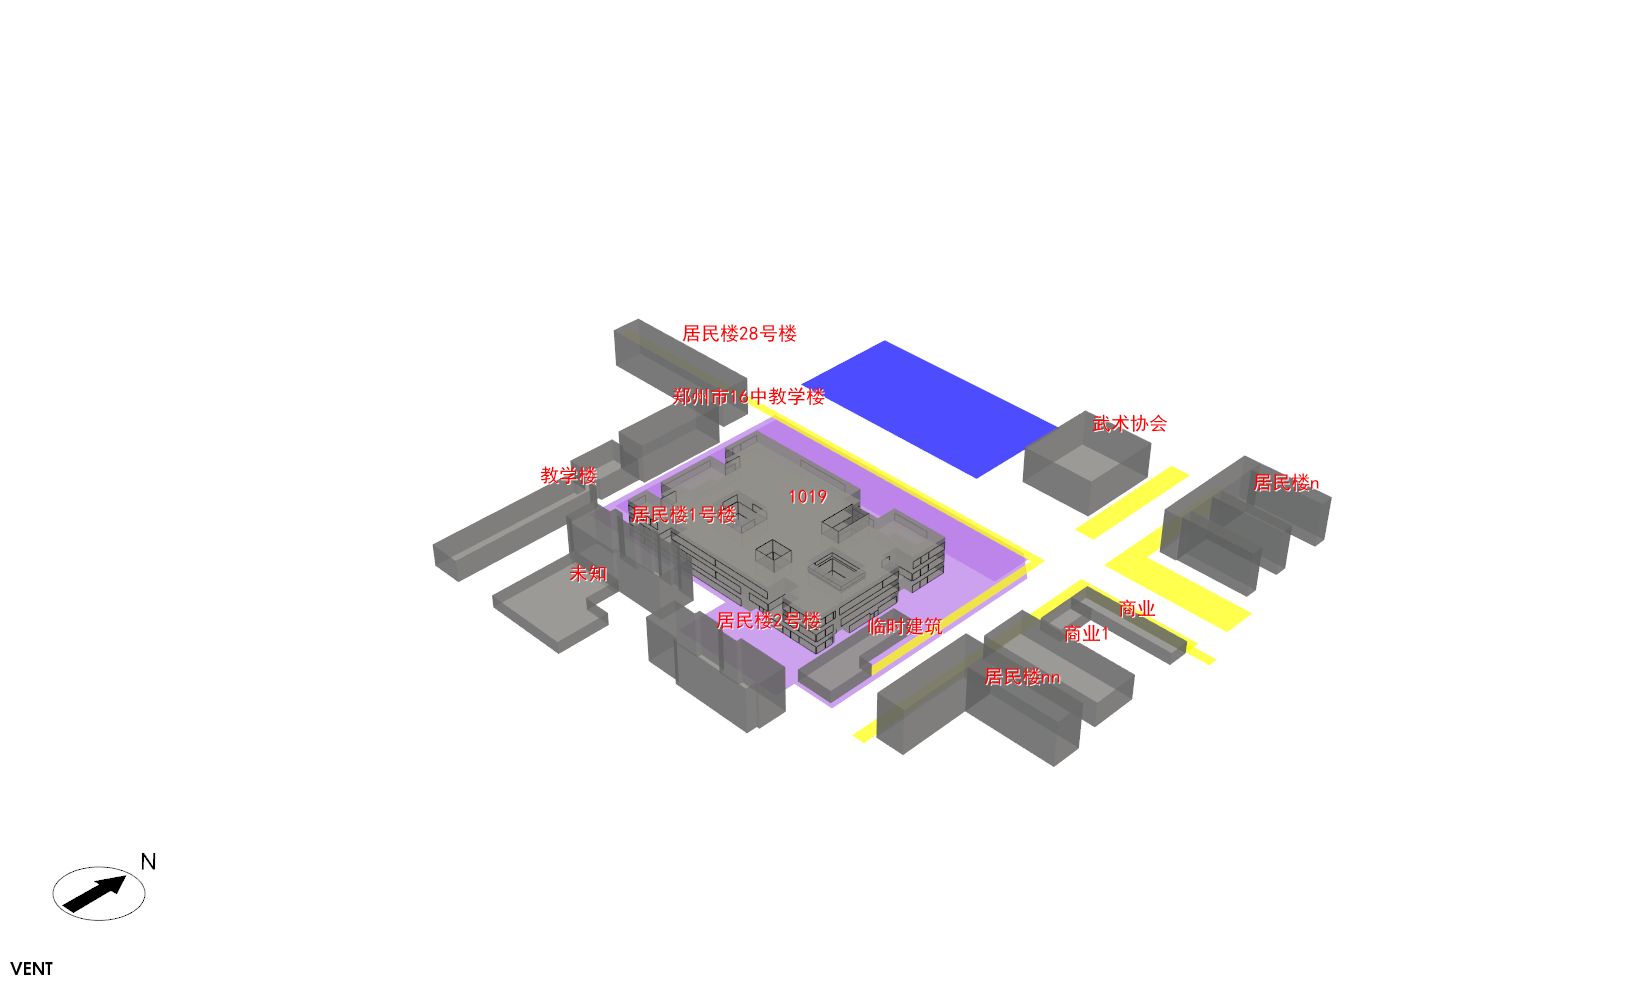 居民楼28号楼
郑州市16中教学楼
武术协会
教学楼
居民楼n
1019
居民楼1号楼
未知
商业
居民楼2号楼
临时建筑
商业1
居民楼nn
N
VENT